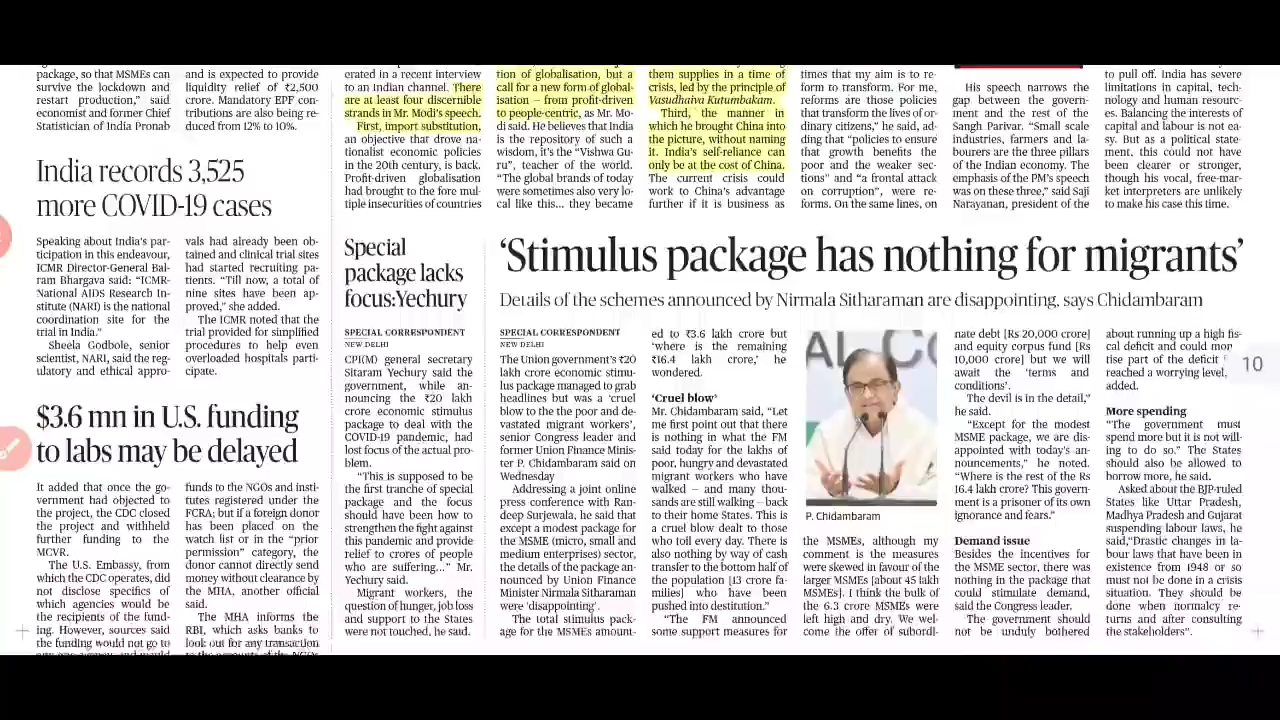 package, so that MSMEs can
survive the lockdown and
restart production," said
economist and former Chief
Statistician of India Pronab
and is expected to provide
liquidity relief of ₹2,500
crore. Mandatory EPF con-
tributions are also being re-
duced from 12% to 10%.
India records 3,525
more COVID-19 cases
Speaking about India's par-
ticipation in this endeavour,
ICMR Director-General Bal-
ram Bhargava said: "ICMR-
National AIDS Research In-
stitute (NARI) is the national
coordination site for the
trial in India."
Sheela Godbole, senior
scientist, NARI, said the reg-
ulatory and ethical appro-
vals had already been ob-
tained and clinical trial sites
had started recruiting pa-
tients. "Till now, a total of
nine sites have been ap-
proved," she added.
The ICMR noted that the
trial provided for simplified
procedures to help even
overloaded hospitals parti-
cipate.
$3.6 mn in U.S. funding
to labs may be delayed
It added that once the go-
vernment had objected to
the project, the CDC closed
the project and withheld
further funding to the
MCVR.
The U.S. Embassy, from
which the CDC operates, did
not disclose specifics of
which agencies would be
the recipients of the fund-
ing. However, sources said
the funding would not go to
funds to the NGOs and insti-
tutes registered under the
FCRA; but if a foreign donor
has been placed on the
watch list or in the "prior
permission" category, the
donor cannot directly send
money without clearance by
the MHA, another official
said.
The MHA informs the
RBI, which asks banks to
look out for any transaction
erated in a recent interview
to an Indian channel. There
are at least four discernible
strands in Mr. Modi's speech.
First, import substitution,
an objective that drove na-
tionalist economic policies
in the 20th century, is back.
Profit-driven globalisation
had brought to the fore mul-
tiple insecurities of countries
tion of globalisation, but a
call for a new form of global-
isation — from profit-driven
to people-centric, as Mr. Mo-
di said. He believes that India
is the repository of such a
wisdom, it's the "Vishwa Gu-
ru", teacher of the world.
"The global brands of today
were sometimes also very lo-
cal like this... they became
them supplies in a time of
crisis, led by the principle of
Vasudhaiva Kutumbakam.
Third, the manner in
which he brought China into
the picture, without naming
it. India's self-reliance can
only be at the cost of China.
The current crisis could
work to China's advantage
further if it is business as
times that my aim is to re-
form to transform. For me,
reforms are those policies
that transform the lives of or-
dinary citizens," he said, ad-
ding that "policies to ensure
that growth benefits the
poor and the weaker sec-
tions" and "a frontal attack
on corruption", were re-
forms. On the same lines, on
His speech narrows the
gap between the govern-
ment and the rest of the
Sangh Parivar. "Small scale
industries, farmers and la-
bourers are the three pillars
of the Indian economy. The
emphasis of the PM's speech
was on these three," said Saji
Narayanan, president of the
to pull off. India has severe
limitations in capital, tech-
nology and human resourc-
es. Balancing the interests of
capital and labour is not ea-
sy. But as a political state-
ment, this could not have
been clearer or stronger,
though his vocal, free-mar-
ket interpreters are unlikely
to make his case this time.
Special
package lacks
focus:Yechury
SPECIAL CORRESPONDENT
NEW DELHI
CPI(M) general secretary
Sitaram Yechury said the
government, while an-
nouncing the ₹20 lakh
crore economic stimulus
package to deal with the
COVID-19 pandemic, had
lost focus of the actual pro-
blem.
"This is supposed to be
the first tranche of special
package and the focus
should have been how to
strengthen the fight against
this pandemic and provide
relief to crores of people
who are suffering..." Mr.
Yechury said.
Migrant workers, the
question of hunger, job loss
and support to the States
were not touched, he said.
'Stimulus package has nothing for migrants'
Details of the schemes announced by Nirmala Sitharaman are disappointing, says Chidambaram
SPECIAL CORRESPONDENT
NEW DELHI
The Union government's ₹20
lakh crore economic stimu-
lus package managed to grab
headlines but was a 'cruel
blow to the the poor and de-
vastated migrant workers',
senior Congress leader and
former Union Finance Minis-
ter P. Chidambaram said on
Wednesday
Addressing a joint online
press conference with Ran-
deep Surjewala, he said that
except a modest package for
the MSME (micro, small and
medium enterprises) sector,
the details of the package an-
nounced by Union Finance
Minister Nirmala Sitharaman
were 'disappointing'.
The total stimulus pack-
age for the MSMEs amount-
ed to ₹3.6 lakh crore but
'where is the remaining
₹16.4 lakh crore,' he
wondered.
'Cruel blow'
Mr. Chidambaram said, "Let
me first point out that there
is nothing in what the FM
said today for the lakhs of
poor, hungry and devastated
migrant workers who have
walked – and many thou-
sands are still walking – back
to their home States. This is
a cruel blow dealt to those
who toil every day. There is
also nothing by way of cash
transfer to the bottom half of
the population [13 crore fa-
milies] who have been
pushed into destitution."
"The FM announced
some support measures for
AL CO
P. Chidambaram
the MSMEs, although my
comment is the measures
were skewed in favour of the
larger MSMEs [about 45 lakh
MSMEs]. I think the bulk of
the 6.3 crore MSMEs were
left high and dry. We wel-
come the offer of subordi-
nate debt [Rs 20,000 crore]
and equity corpus fund [Rs
10,000 crore] but we will
await the 'terms and
conditions'.
The devil is in the detail,"
he said.
"Except for the modest
MSME package, we are dis-
appointed with today's an-
nouncements," he noted.
"Where is the rest of the Rs
16.4 lakh crore? This govern-
ment is a prisoner of its own
ignorance and fears."
Demand issue
Besides the incentives for
the MSME sector, there was
nothing in the package that
could stimulate demand,
said the Congress leader.
The government should
not be unduly bothered
about running up a high fis-
cal deficit and could mor
tise part of the deficit
reached a worrying level,
added.
More spending
"The government must
spend more but it is not will-
ing to do so." The States
should also be allowed to
borrow more, he said.
Asked about the BJP-ruled
States like Uttar Pradesh,
Madhya Pradesh and Gujarat
suspending labour laws, he
said,"Drastic changes in la-
bour laws that have been in
existence from 1948 or so
must not be done in a crisis
situation. They should be
done when normalcy re-
turns and after consulting
the stakeholders".
10